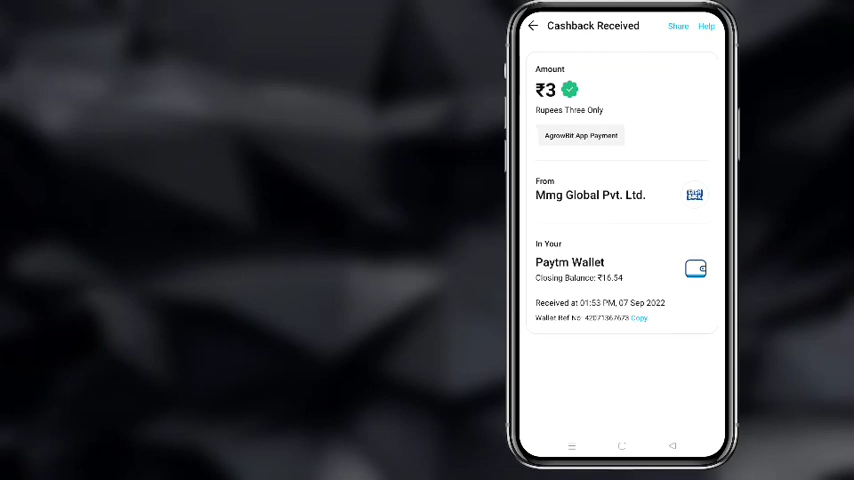 Cashback Received
Share Help
Amount
₹3
Rupees Three Only
AgrowBit App Payment
From
Mmg Global Pvt. Ltd.
In Your
Paytm Wallet
Closing Balance: ₹16.54
Received at 01:53 PM, 07 Sep 2022
Wallet Ref No: 42071367673 Copy